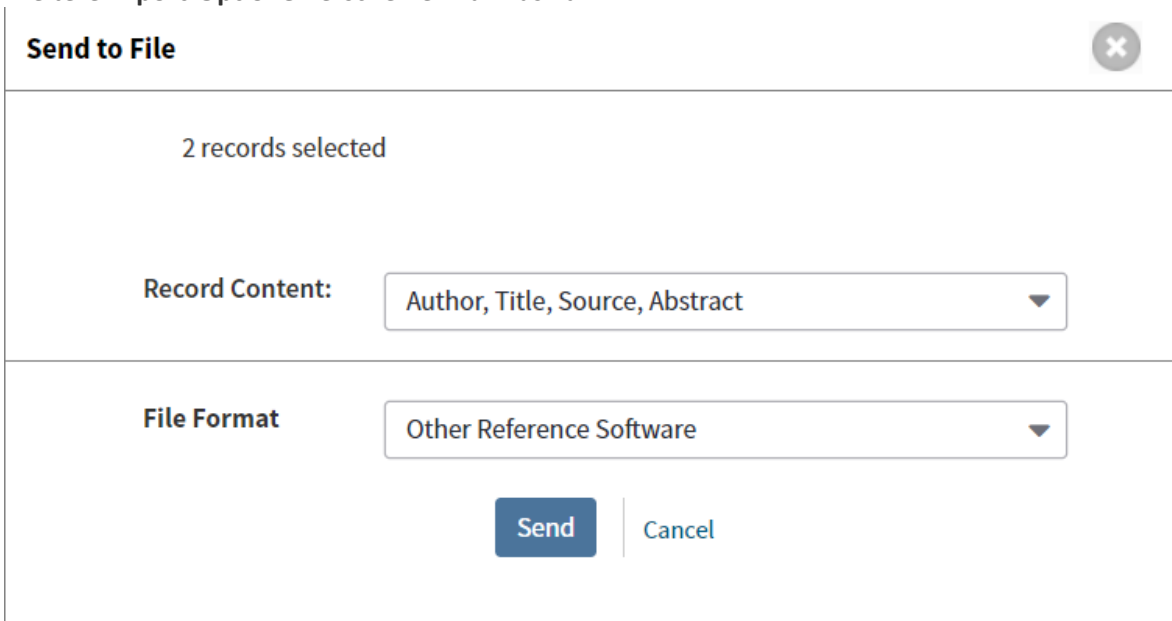 Send to File
2 records selected
Record Content:
Author, Title, Source, Abstract
File Format
Other Reference Software
Send
Cancel